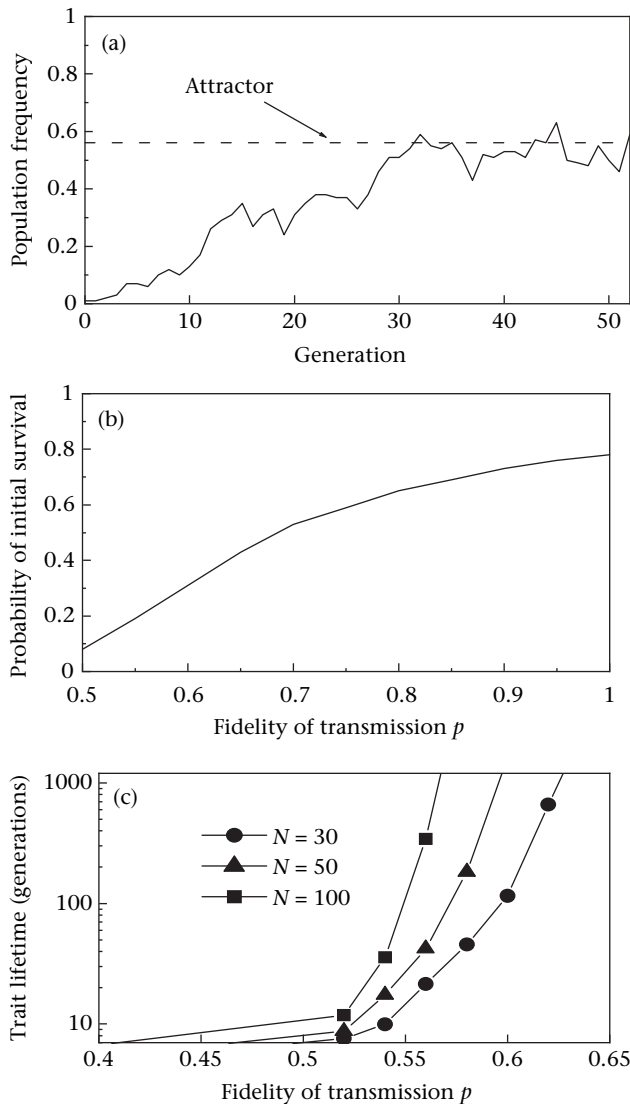 (a)
Attractor
Population frequency
1
0.8
0.6
0.4
0.2
0
0 10 20 30 40 50
Generation
(b)
Probability of initial survival
1
0.8
0.6
0.4
0.2
0
0.5 0.6 0.7 0.8 0.9 1
Fidelity of transmission p
(c)
Trait lifetime (generations)
1000
100
10
N = 30
N = 50
N = 100
0.4 0.45 0.5 0.55 0.6 0.65
Fidelity of transmission p